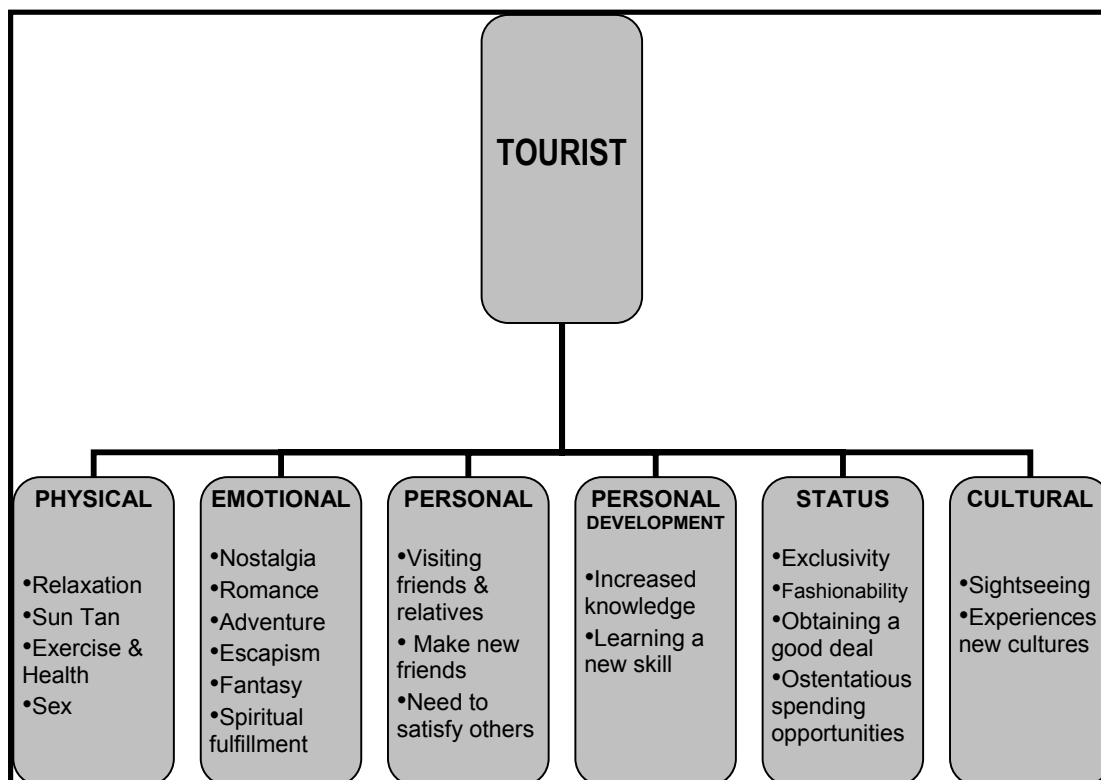 TOURIST
PHYSICAL
•Relaxation
•Sun Tan
•Exercise &
Health
•Sex
EMOTIONAL
•Nostalgia
•Romance
•Adventure
•Escapism
•Fantasy
•Spiritual
fulfillment
PERSONAL
•Visiting
friends &
relatives
• Make new
friends
•Need to
satisfy others
PERSONAL
DEVELOPMENT
•Increased
knowledge
•Learning a
new skill
STATUS
•Exclusivity
•Fashionability
•Obtaining a
good deal
•Ostentatious
spending
opportunities
CULTURAL
•Sightseeing
•Experiences
new cultures